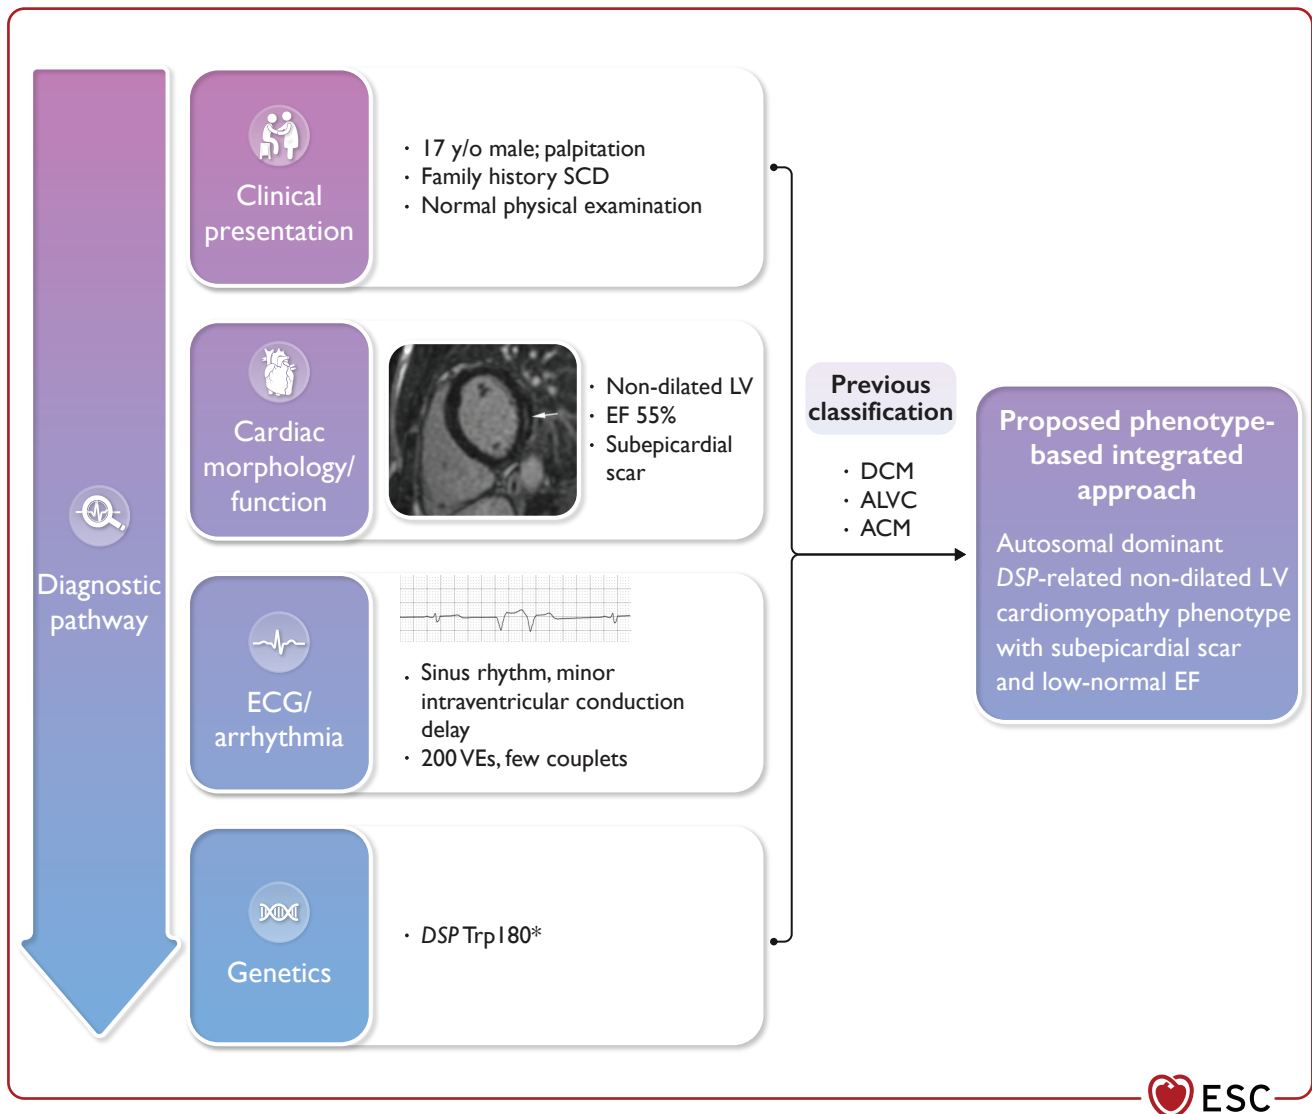 Diagnostic
pathway
Clinical
presentation
· 17 y/o male; palpitation
· Family history SCD
· Normal physical examination
Cardiac
morphology/
function
· Non-dilated LV
· EF 55%
· Subepicardial
scar
ECG/
arrhythmia
· Sinus rhythm, minor
intraventricular conduction
delay
· 200 VEs, few couplets
Genetics
· DSP Trp180*
Previous
classification
· DCM
· ALVC
· ACM
Proposed phenotype-
based integrated
approach
Autosomal dominant
DSP-related non-dilated LV
cardiomyopathy phenotype
with subepicardial scar
and low-normal EF
ESC